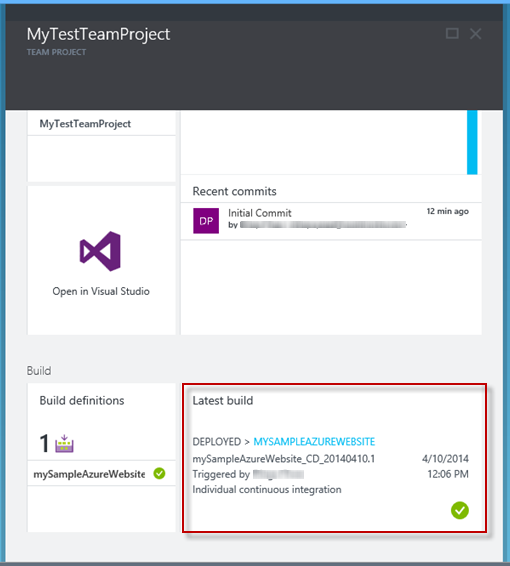 MyTestTeamProject
TEAM PROJECT
MyTestTeamProject
Recent commits
DP
Initial Commit
12 min ago
by
Open in Visual Studio
Build
Build definitions
1
mySampleAzureWebsite
Latest build
DEPLOYED > MYSAMPLEAZUREWEBSITE
mySampleAzureWebsite_CD_20140410.1
4/10/2014
Triggered by
12:06 PM
Individual continuous integration